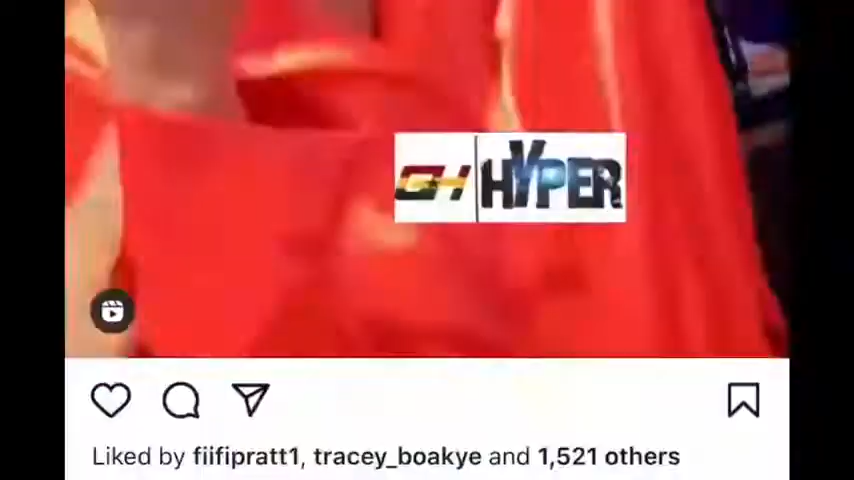 GH HYPER
Liked by fiifipratt1, tracey_boakye and 1,521 others